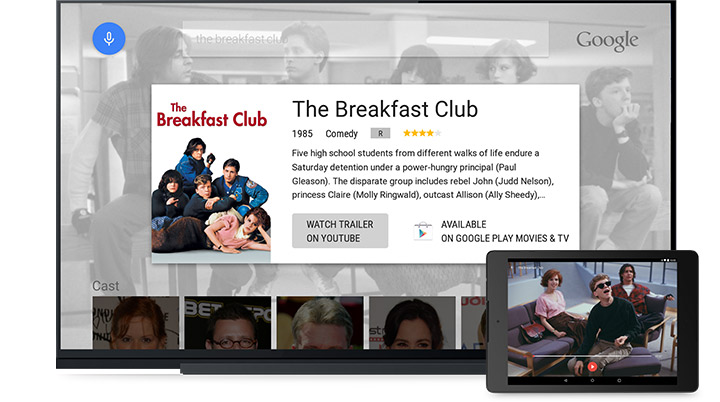 the breakfast club
Google
The
Breakfast Club
The Breakfast Club
1985 Comedy R
Five high school students from different walks of life endure a
Saturday detention under a power-hungry principal (Paul
Gleason). The disparate group includes rebel John (Judd Nelson),
princess Claire (Molly Ringwald), outcast Allison (Ally Sheedy),...
WATCH TRAILER
ON YOUTUBE
AVAILABLE
ON GOOGLE PLAY MOVIES & TV
Cast